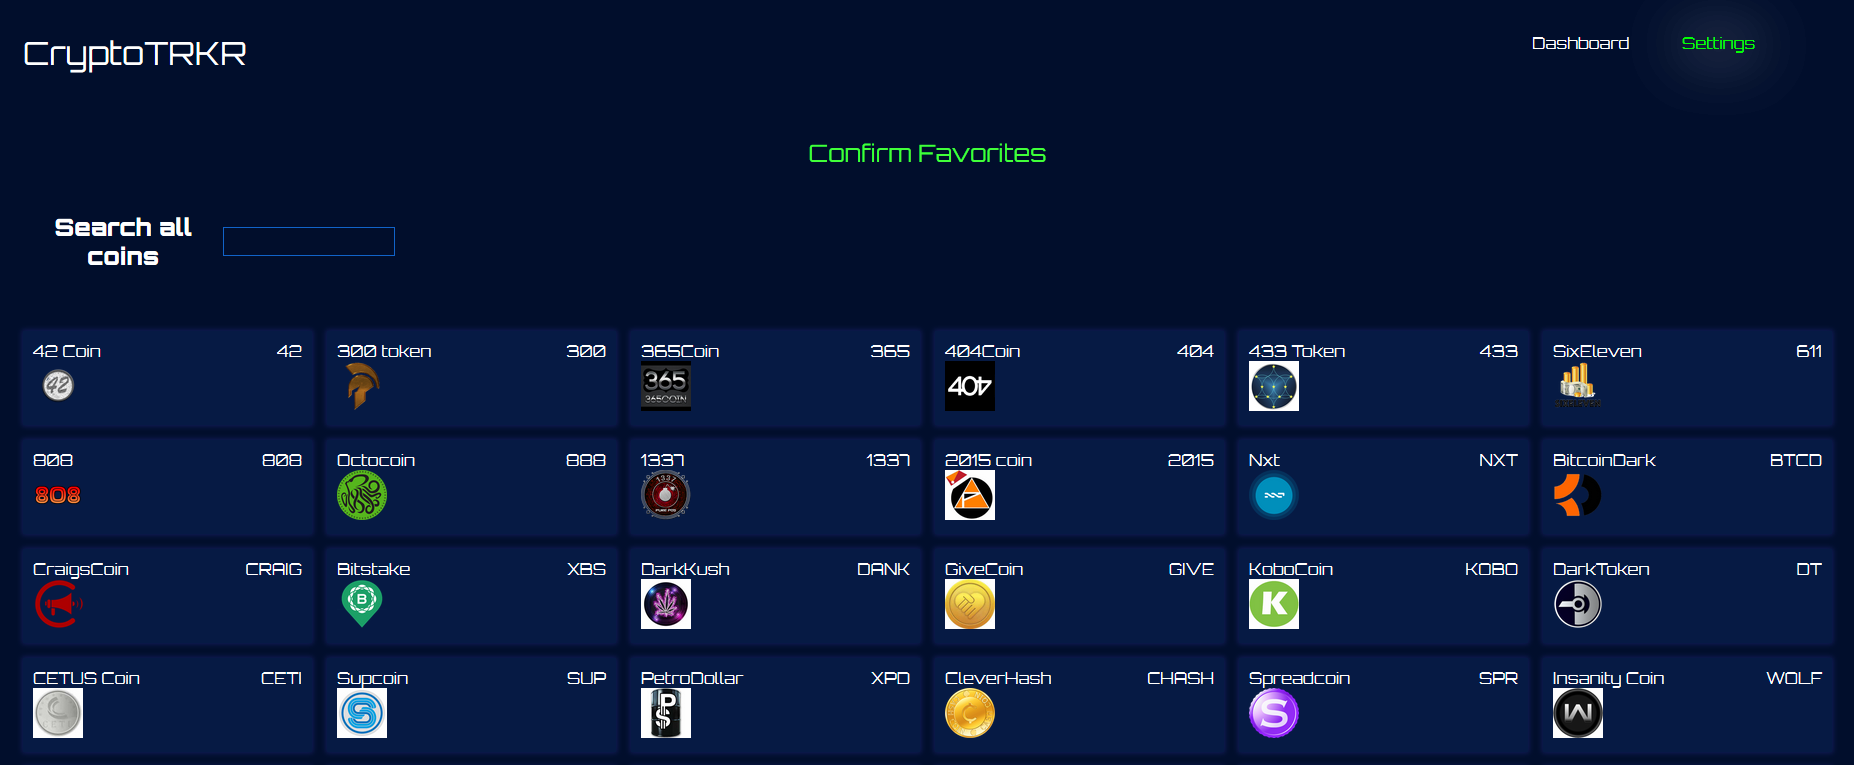 CryptoTRKR
Dashboard Settings
Confirm Favorites
Search all
coins
42 Coin 42
300 token 300
365Coin 365
404Coin 404
433 Token 433
SixEleven 611
42
365
365COIN
404
808 808
Octocoin 888
1337 1337
2015 coin 2015
Nxt NXT
BitcoinDark BTCD
808
1337
PURE POS
CraigsCoin CRAIG
Bitstake XBS
DarkKush DANK
GiveCoin GIVE
KoboCoin KOBO
DarkToken DT
B
K
CETUS Coin CETI
Supcoin SUP
PetroDollar XPD
CleverHash CHASH
Spreadcoin SPR
Insanity Coin WOLF
S
P
S
S
W